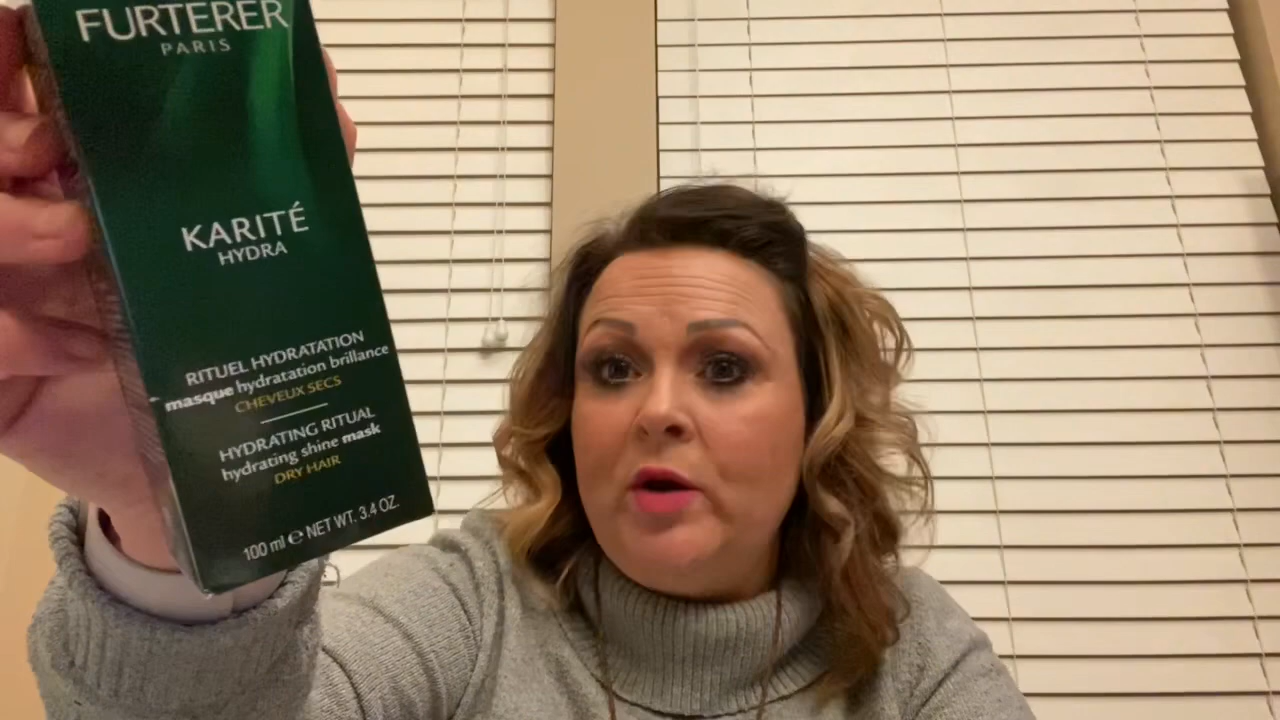 FURTERER
PARIS
KARITÉ
HYDRA
RITUEL HYDRATATION
masque hydratation brillance
CHEVEUX SECS
HYDRATING RITUAL
hydrating shine mask
DRY HAIR
100 ml e NET WT. 3.4 OZ.